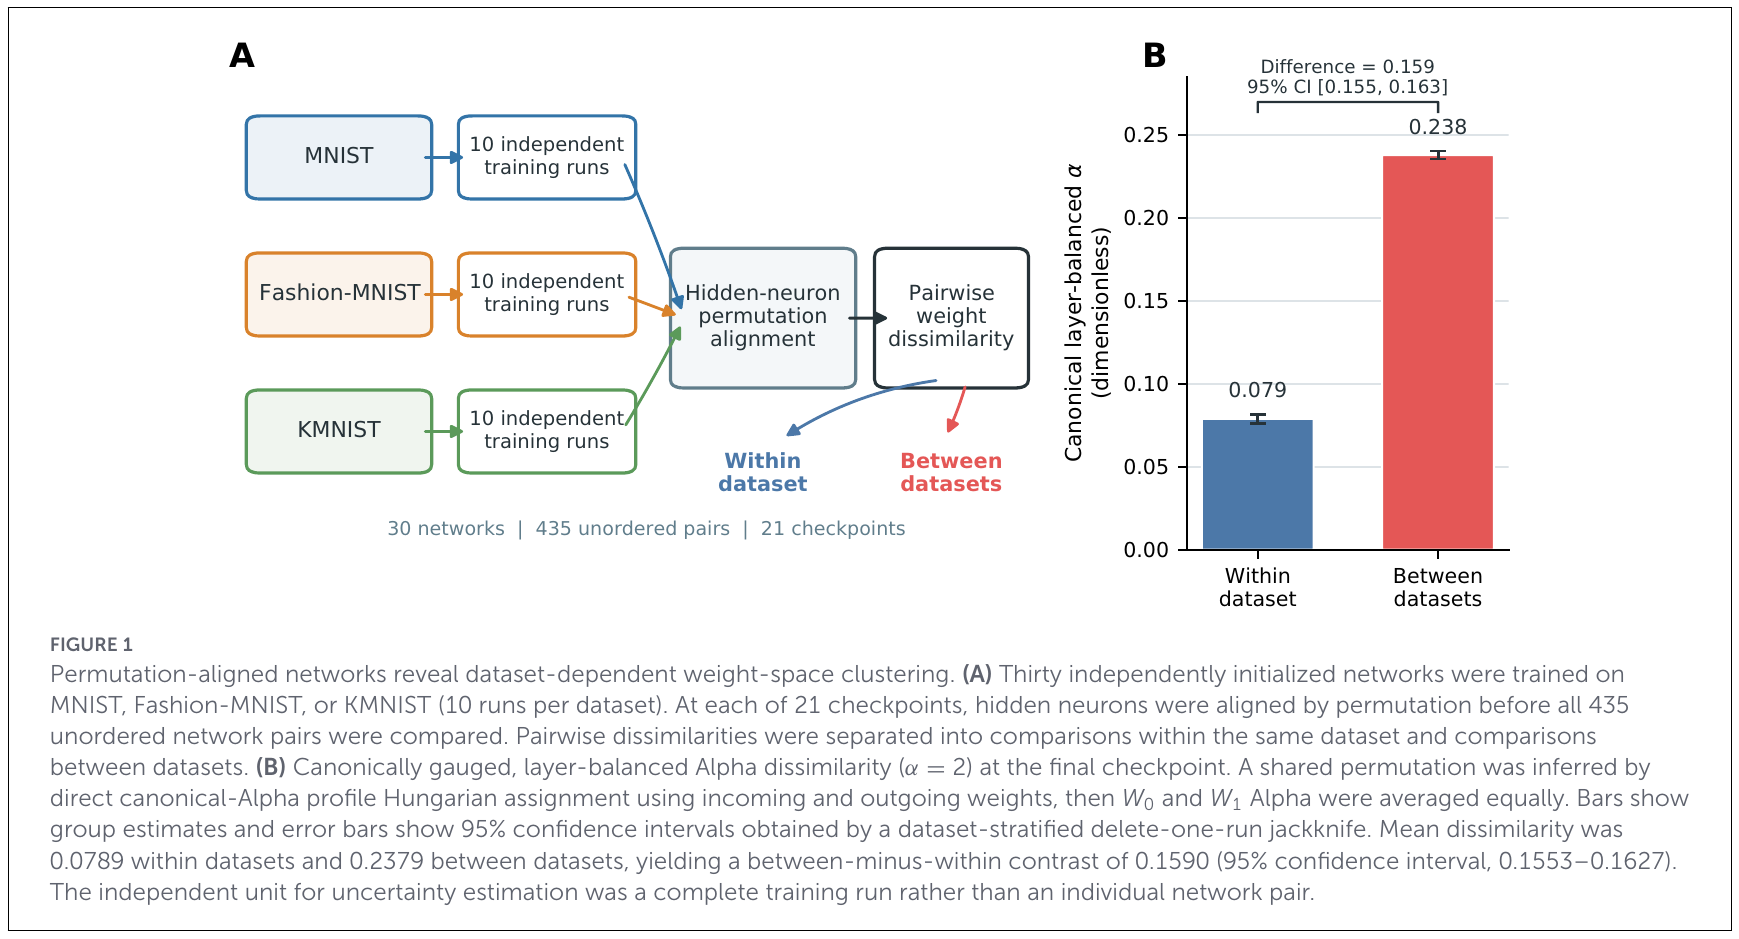 A
MNIST
10 independent
training runs
Fashion-MNIST
10 independent
training runs
KMNIST
10 independent
training runs
Hidden-neuron
permutation
alignment
Pairwise
weight
dissimilarity
Within
dataset
Between
datasets
30 networks | 435 unordered pairs | 21 checkpoints
B
Difference = 0.159
95% CI [0.155, 0.163]
Canonical layer-balanced α
(dimensionless)
0.25
0.20
0.15
0.10
0.05
0.00
0.079
0.238
Within
dataset
Between
datasets
FIGURE 1
Permutation-aligned networks reveal dataset-dependent weight-space clustering. (A) Thirty independently initialized networks were trained on
MNIST, Fashion-MNIST, or KMNIST (10 runs per dataset). At each of 21 checkpoints, hidden neurons were aligned by permutation before all 435
unordered network pairs were compared. Pairwise dissimilarities were separated into comparisons within the same dataset and comparisons
between datasets. (B) Canonically gauged, layer-balanced Alpha dissimilarity (α = 2) at the final checkpoint. A shared permutation was inferred by
direct canonical-Alpha profile Hungarian assignment using incoming and outgoing weights, then W₀ and W₁ Alpha were averaged equally. Bars show
group estimates and error bars show 95% confidence intervals obtained by a dataset-stratified delete-one-run jackknife. Mean dissimilarity was
0.0789 within datasets and 0.2379 between datasets, yielding a between-minus-within contrast of 0.1590 (95% confidence interval, 0.1553–0.1627).
The independent unit for uncertainty estimation was a complete training run rather than an individual network pair.